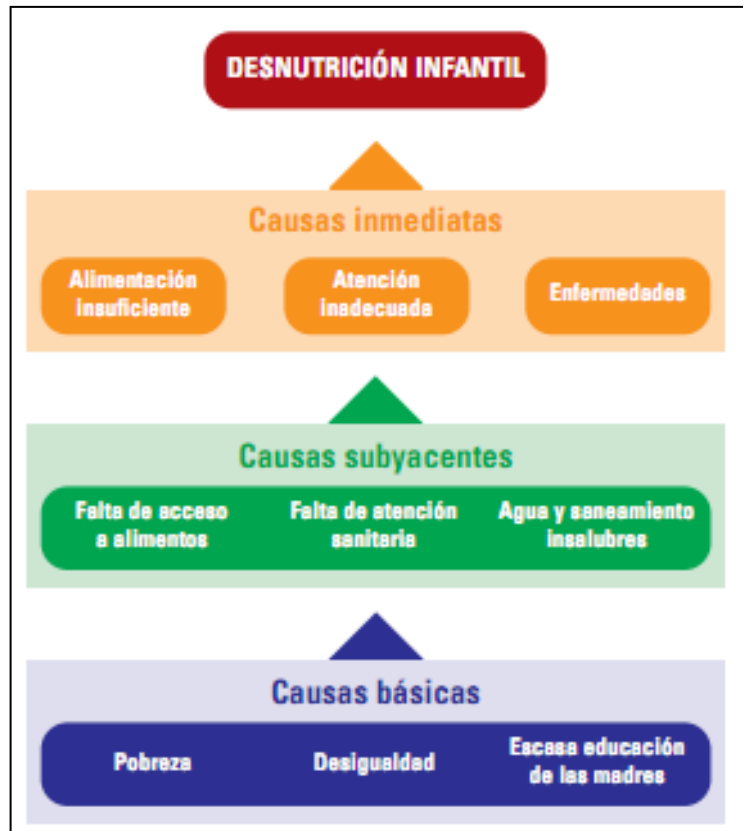 DESNUTRICIÓN INFANTIL
Causas inmediatas
Alimentación
insuficiente
Atención
inadecuada
Enfermedades
Causas subyacentes
Falta de acceso
a alimentos
Falta de atención
sanitaria
Agua y saneamiento
insalubres
Causas básicas
Pobreza
Desigualdad
Escasa educación
de las madres